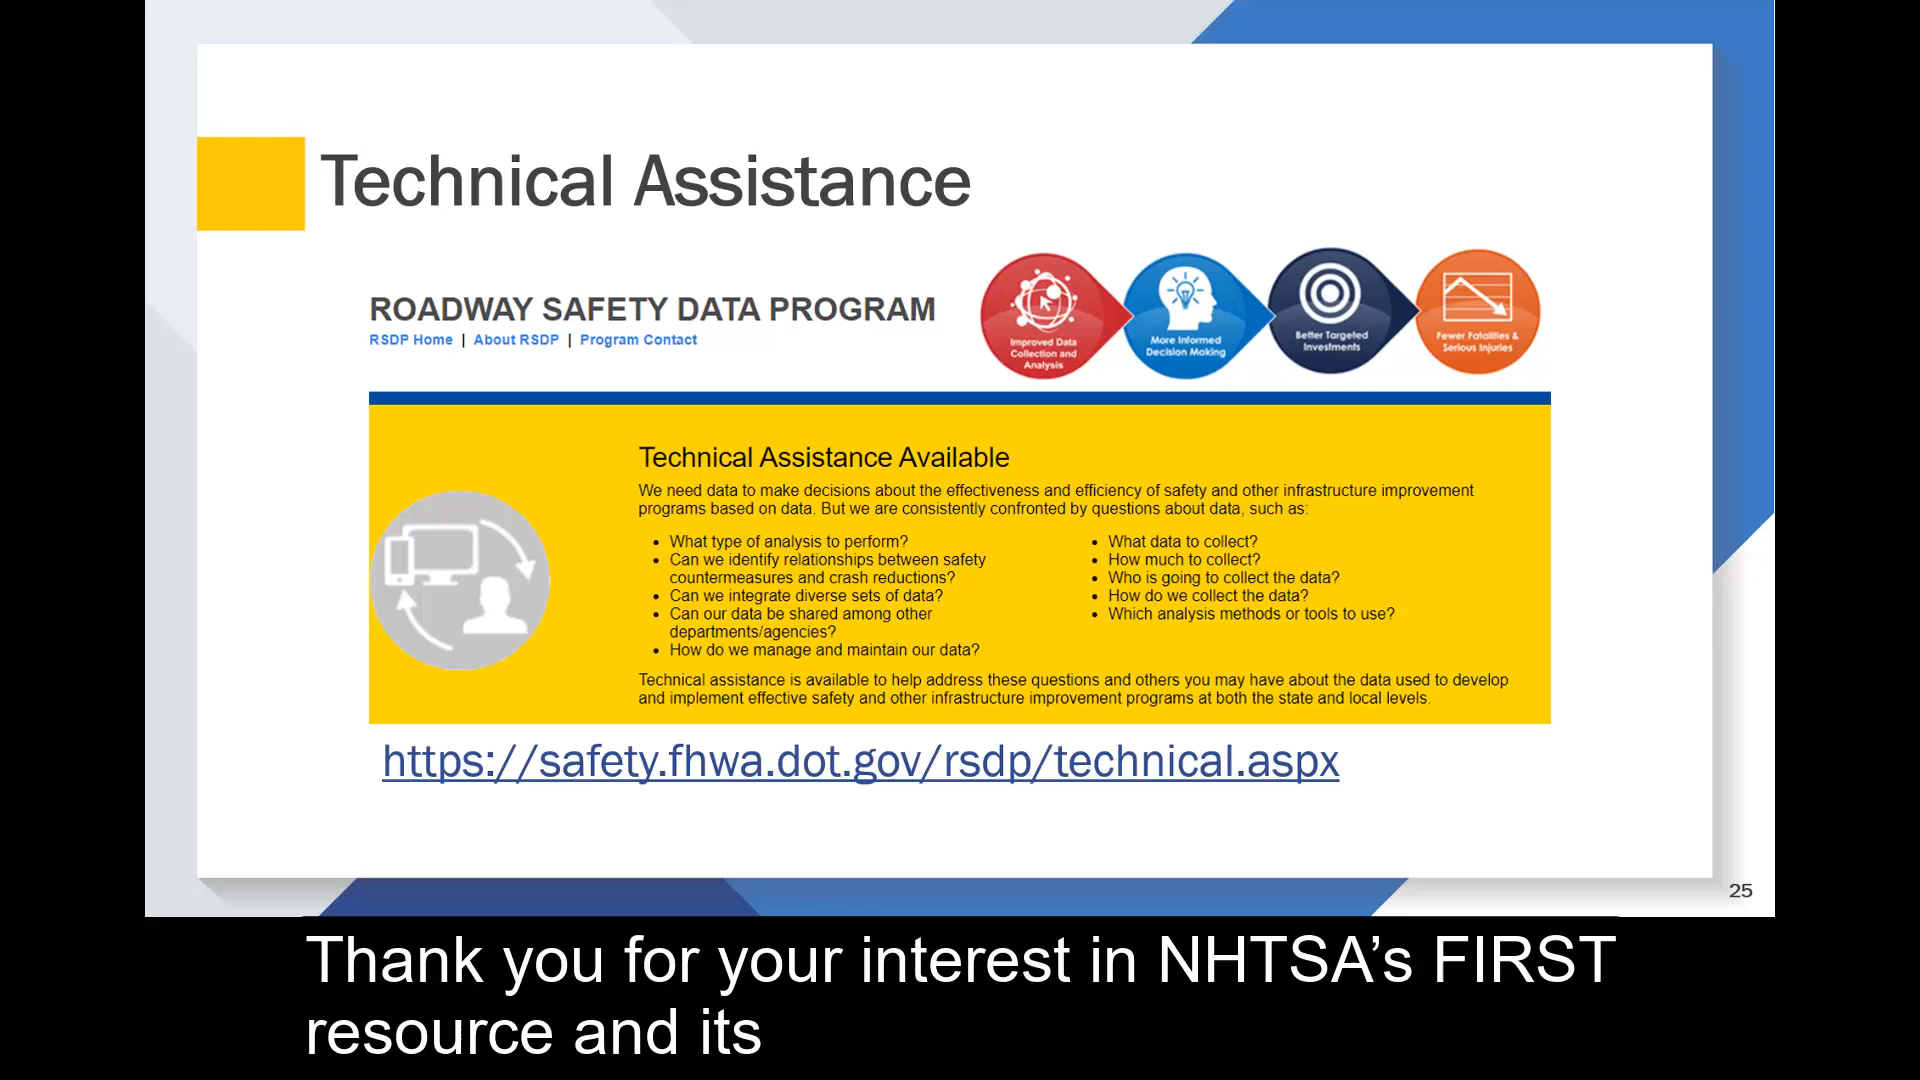 Technical Assistance
ROADWAY SAFETY DATA PROGRAM
RSDP Home | About RSDP | Program Contact
Improved Data
Collection and
Analysis
More Informed
Decision Making
Better Targeted
Investments
Fewer Fatalities &
Serious Injuries
Technical Assistance Available
We need data to make decisions about the effectiveness and efficiency of safety and other infrastructure improvement
programs based on data. But we are consistently confronted by questions about data, such as:
• What type of analysis to perform?
• Can we identify relationships between safety
countermeasures and crash reductions?
• Can we integrate diverse sets of data?
• Can our data be shared among other
departments/agencies?
• How do we manage and maintain our data?
• What data to collect?
• How much to collect?
• Who is going to collect the data?
• How do we collect the data?
• Which analysis methods or tools to use?
Technical assistance is available to help address these questions and others you may have about the data used to develop
and implement effective safety and other infrastructure improvement programs at both the state and local levels.
https://safety.fhwa.dot.gov/rsdp/technical.aspx
25
Thank you for your interest in NHTSA’s FIRST
resource and its